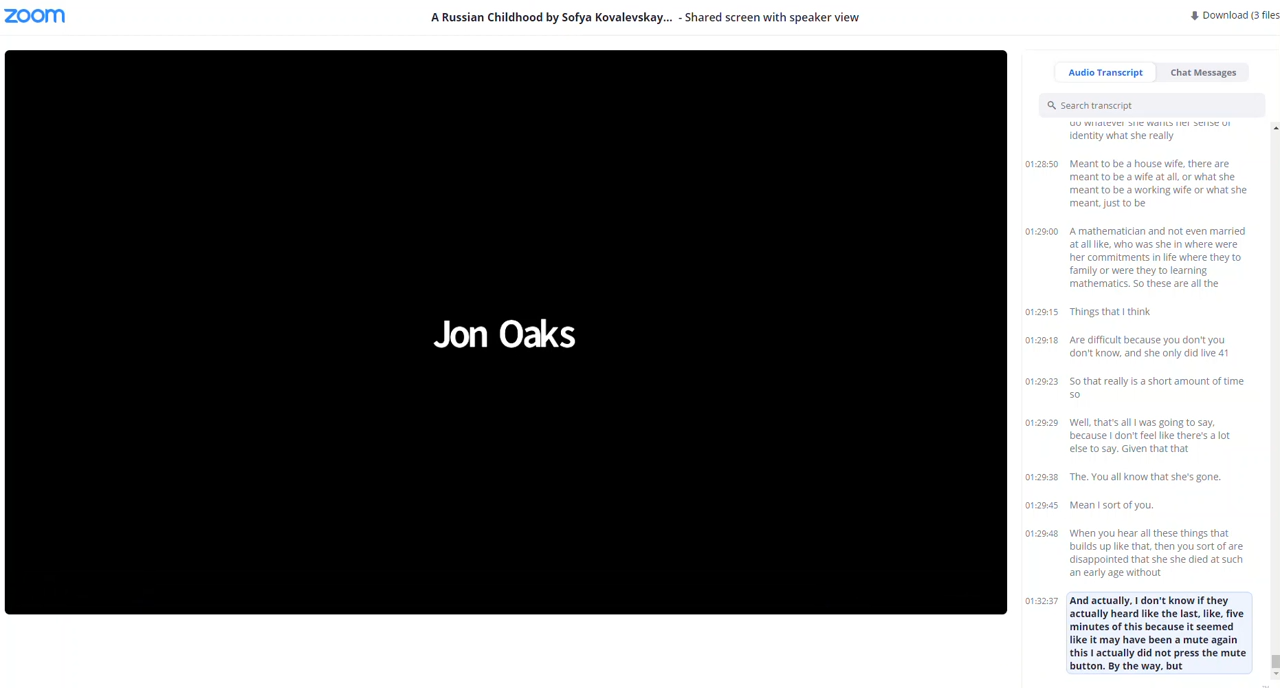 zoom
A Russian Childhood by Sofya Kovalevskay... - Shared screen with speaker view
Download (3 files
Jon Oaks
Audio Transcript
Chat Messages
Search transcript
do whatever she wants her sense of
identity what she really
01:28:50 Meant to be a house wife, there are
meant to be a wife at all, or what she
meant to be a working wife or what she
meant, just to be
01:29:00 A mathematician and not even married
at all like, who was she in where were
her commitments in life where they to
family or were they to learning
mathematics. So these are all the
01:29:15 Things that I think
01:29:18 Are difficult because you don't you
don't know, and she only did live 41
01:29:23 So that really is a short amount of time
so
01:29:29 Well, that's all I was going to say,
because I don't feel like there's a lot
else to say. Given that that
01:29:38 The. You all know that she's gone.
01:29:45 Mean I sort of you.
01:29:48 When you hear all these things that
builds up like that, then you sort of are
disappointed that she she died at such
an early age without
01:32:37 And actually, I don't know if they
actually heard like the last, like, five
minutes of this because it seemed
like it may have been a mute again
this I actually did not press the mute
button. By the way, but